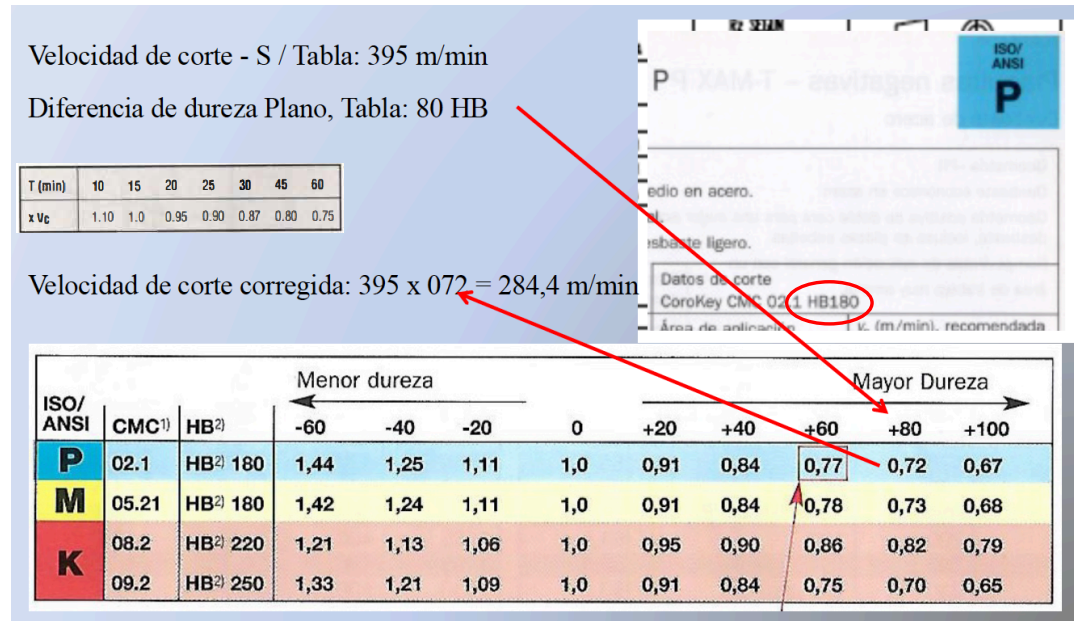 Velocidad de corte - S / Tabla: 395 m/min
Diferencia de dureza Plano, Tabla: 80 HB
T (min) 10 15 20 25 30 45 60
x Vc 1.10 1.0 0.95 0.90 0.87 0.80 0.75
Velocidad de corte corregida: 395 x 072 = 284,4 m/min
P
ISO/
ANSI
P
edio en acero.
esbaste ligero.
Datos de corte
CoroKey CMC 02.1 HB180
Área de aplicación
(m/min), recomendada
Menor dureza Mayor Dureza
ISO/
ANSI CMC1) HB2) -60 -40 -20 0 +20 +40 +60 +80 +100
P 02.1 HB2) 180 1,44 1,25 1,11 1,0 0,91 0,84 0,77 0,72 0,67
M 05.21 HB2) 180 1,42 1,24 1,11 1,0 0,91 0,84 0,78 0,73 0,68
K 08.2 HB2) 220 1,21 1,13 1,06 1,0 0,95 0,90 0,86 0,82 0,79
09.2 HB2) 250 1,33 1,21 1,09 1,0 0,91 0,84 0,75 0,70 0,65